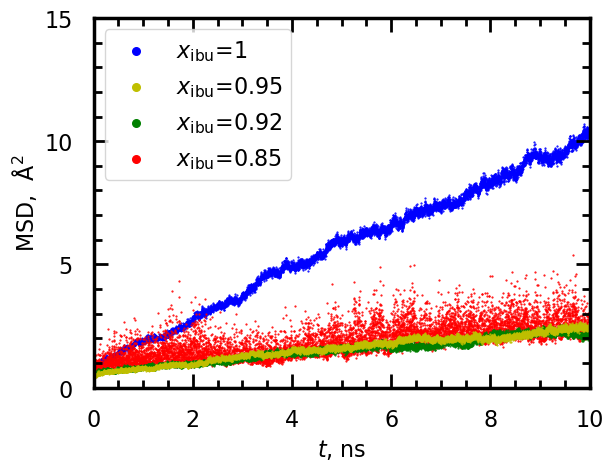 15
10
5
0
MSD, Å²
x_ibu=1
x_ibu=0.95
x_ibu=0.92
x_ibu=0.85
0 2 4 6 8 10
t, ns